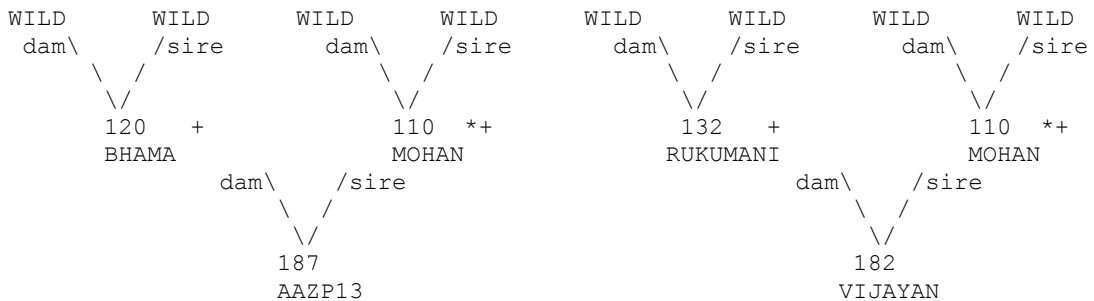 WILD WILD WILD WILD WILD WILD WILD WILD
dam\ /sire dam\ /sire dam\ /sire dam\ /sire
\ / \ / \ / \ /
\/ \/ \/ \/
120 + 110 *+ 132 + 110 *+
BHAMA MOHAN RUKUMANI MOHAN
dam\ /sire dam\ /sire
\ / \ /
\/ \/
187 182
AAZP13 VIJAYAN